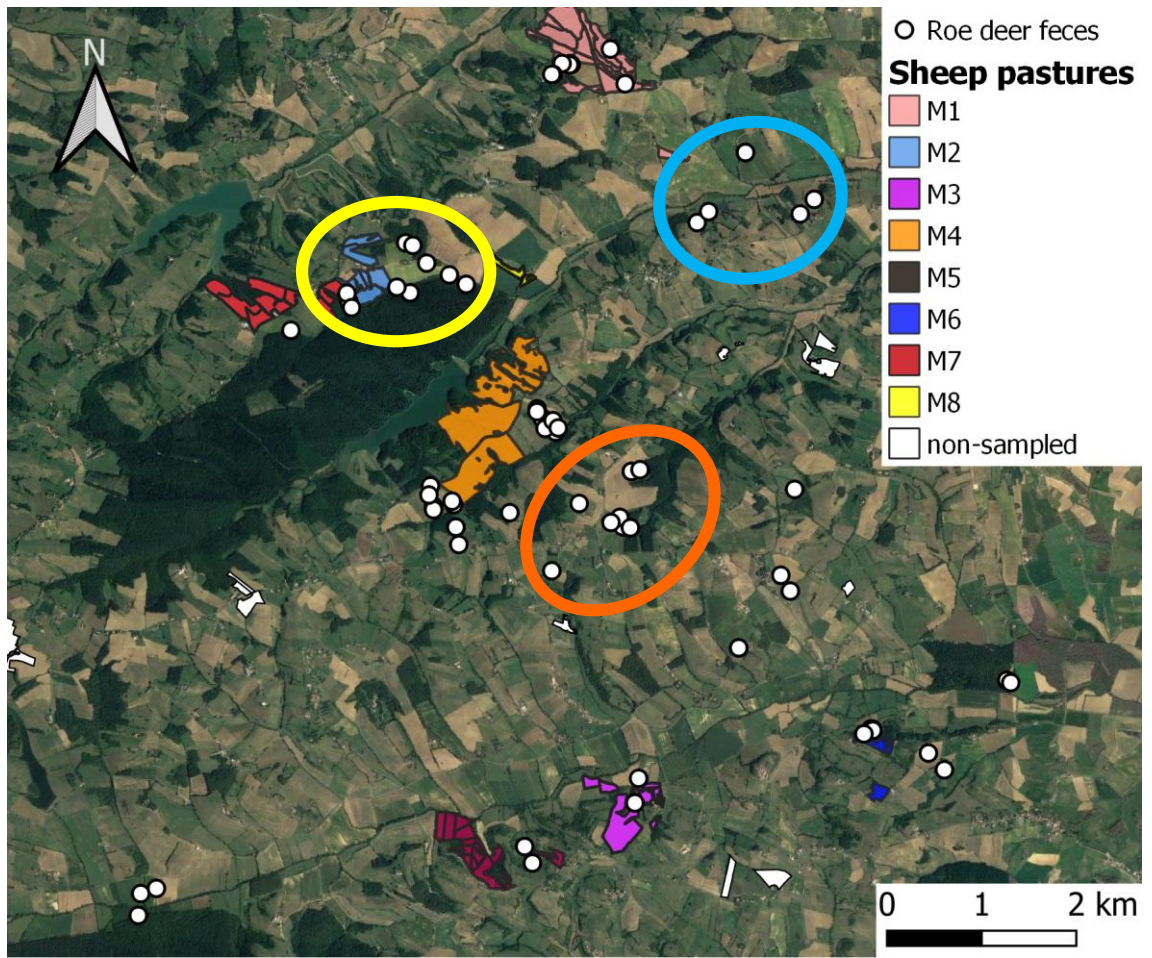 N
Roe deer feces
Sheep pastures
M1
M2
M3
M4
M5
M6
M7
M8
non-sampled
0 1 2 km